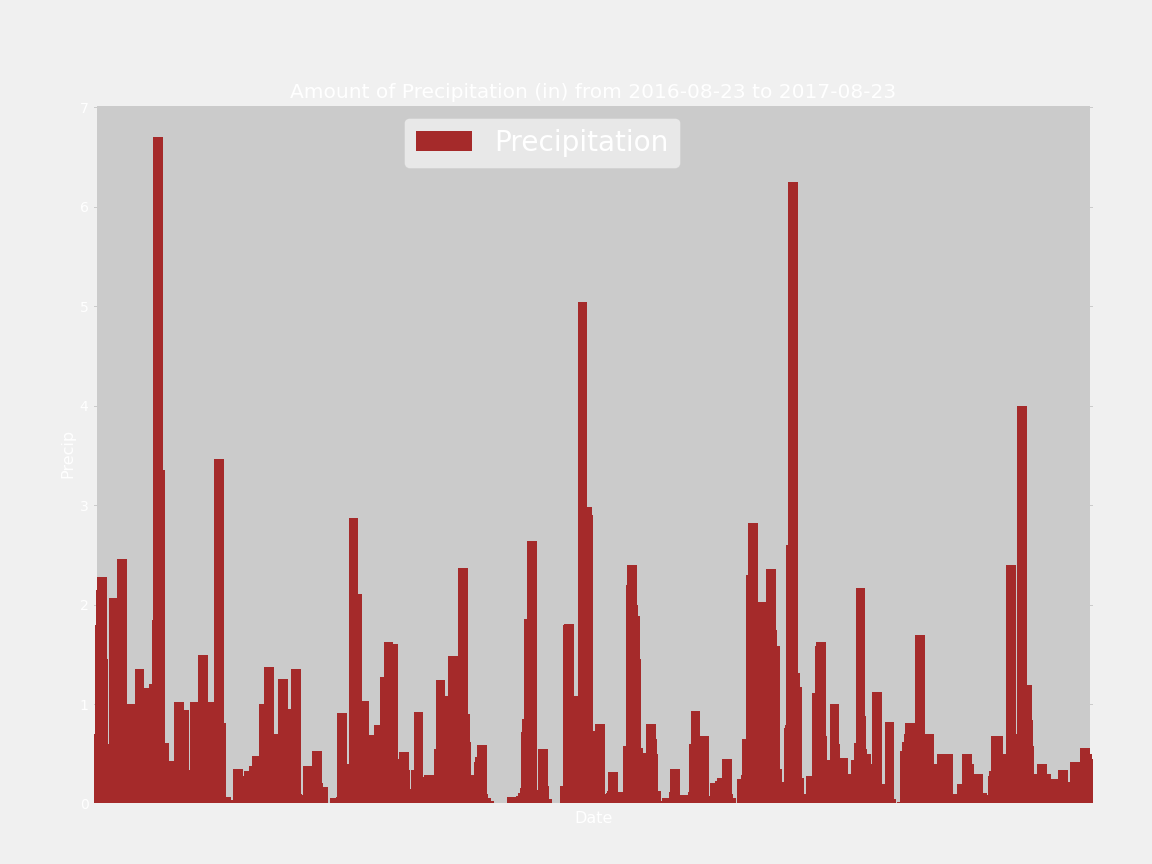 Amount of Precipitation (in) from 2016-08-23 to 2017-08-23
Precipitation
7
6
5
4
3
2
1
0
Precip
Date